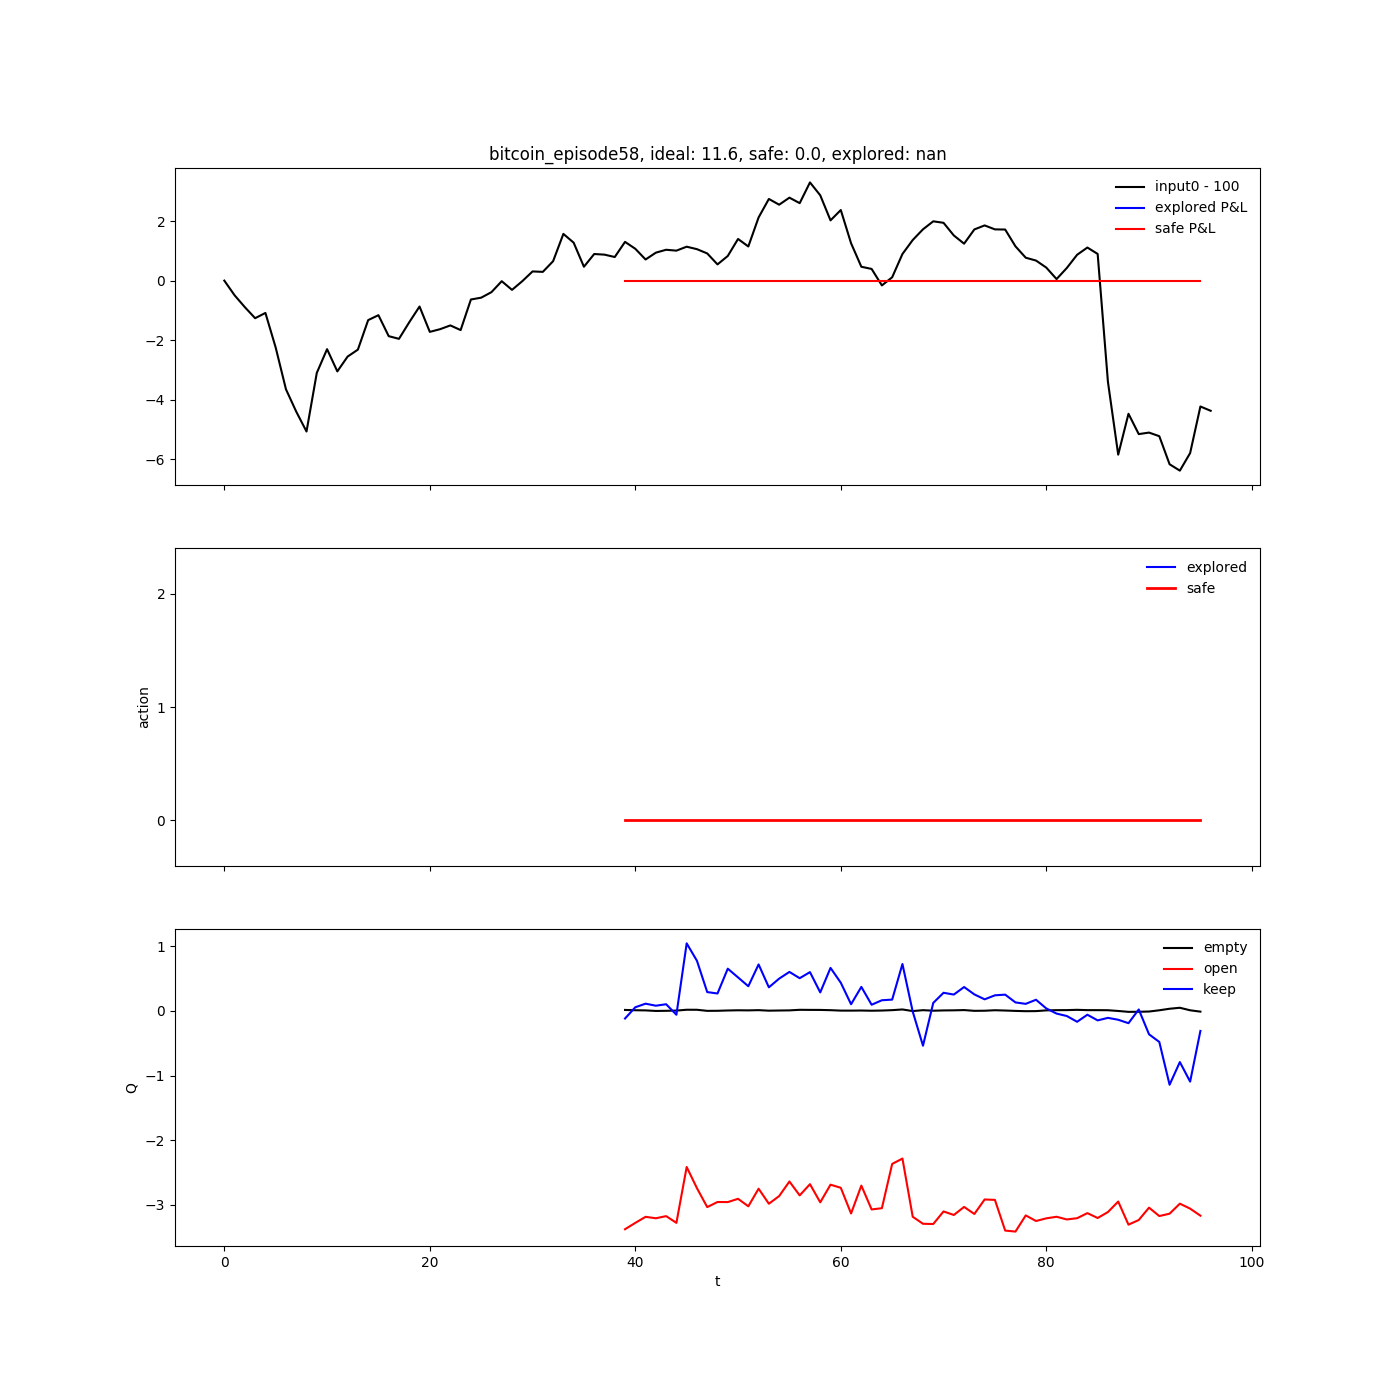 bitcoin_episode58, ideal: 11.6, safe: 0.0, explored: nan
input0 - 100
explored P&L
safe P&L
2
0
−2
−4
−6
explored
safe
2
1
0
action
empty
open
keep
1
0
−1
−2
−3
Q
0
20
40
60
80
100
t